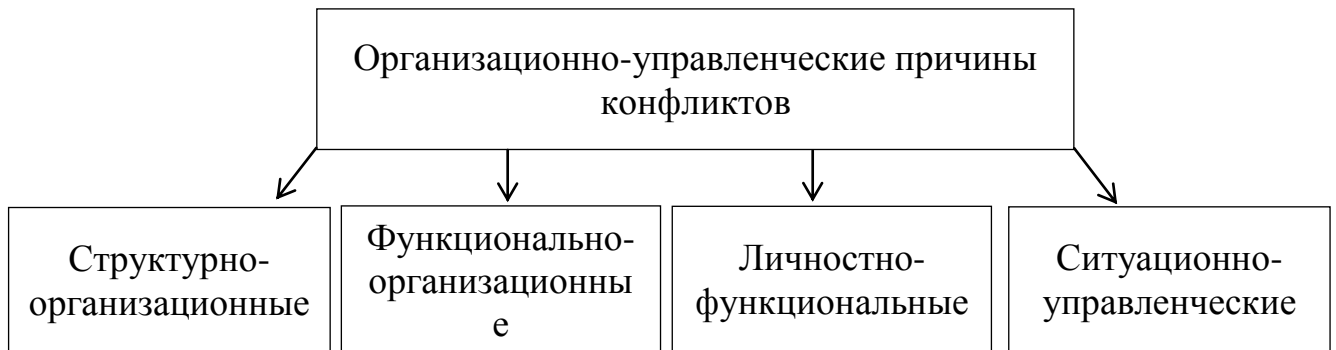 Организационно-управленческие причины
конфликтов
Структурно-
организационные
Функционально-
организационны
е
Личностно-
функциональные
Ситуационно-
управленческие